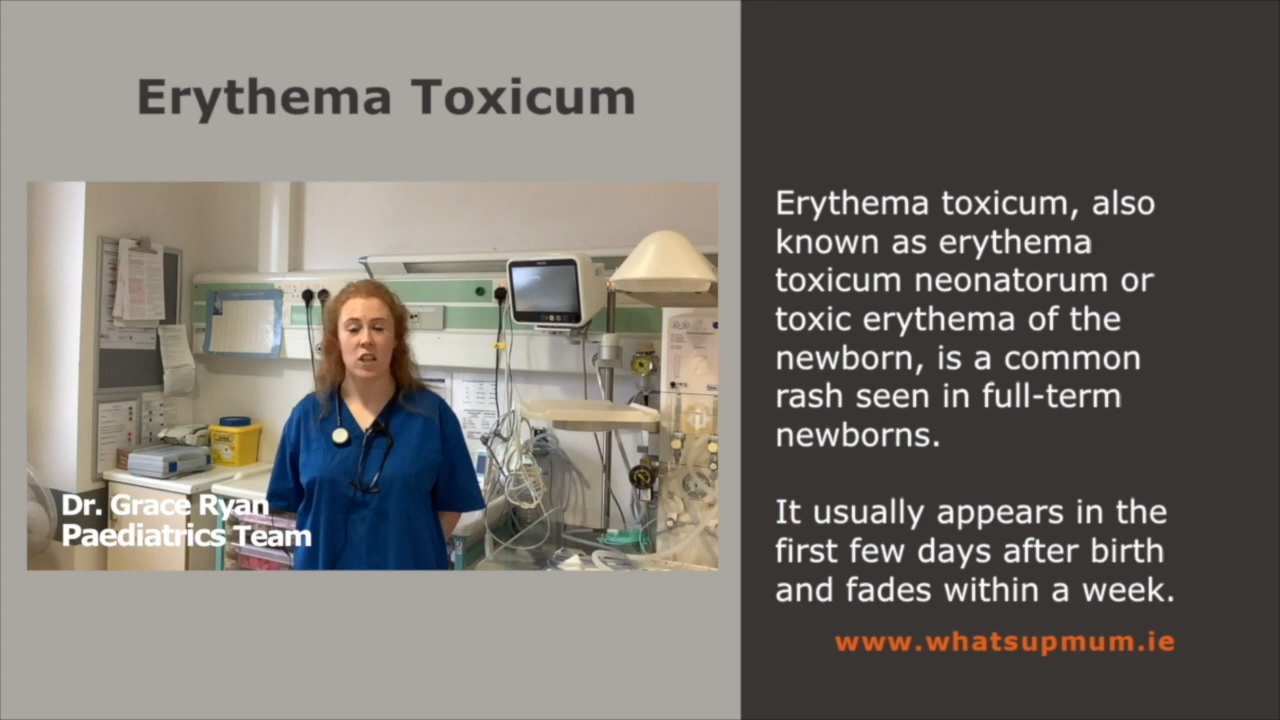 Erythema Toxicum
Dr. Grace Ryan
Paediatrics Team
Erythema toxicum, also
known as erythema
toxicum neonatorum or
toxic erythema of the
newborn, is a common
rash seen in full-term
newborns.
It usually appears in the
first few days after birth
and fades within a week.
www.whatsupmum.ie